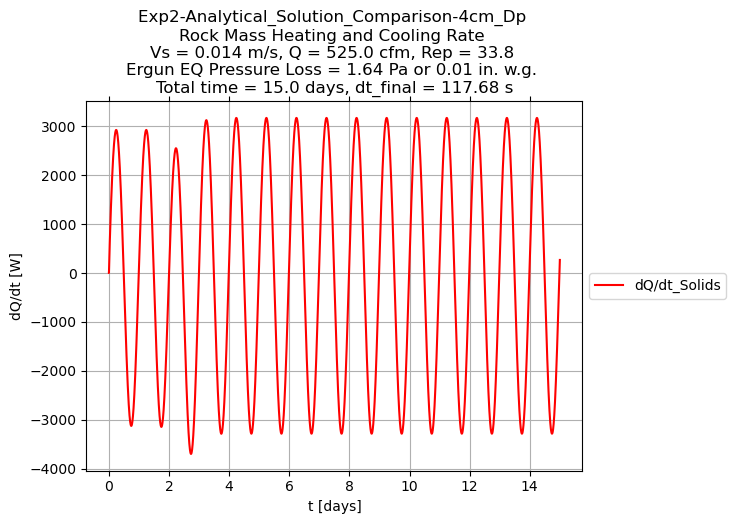 Exp2-Analytical_Solution_Comparison-4cm_Dp
Rock Mass Heating and Cooling Rate
Vs = 0.014 m/s, Q = 525.0 cfm, Rep = 33.8
Ergun EQ Pressure Loss = 1.64 Pa or 0.01 in. w.g.
Total time = 15.0 days, dt_final = 117.68 s
3000
2000
1000
0
−1000
−2000
−3000
−4000
dQ/dt [W]
0 2 4 6 8 10 12 14
t [days]
dQ/dt_Solids